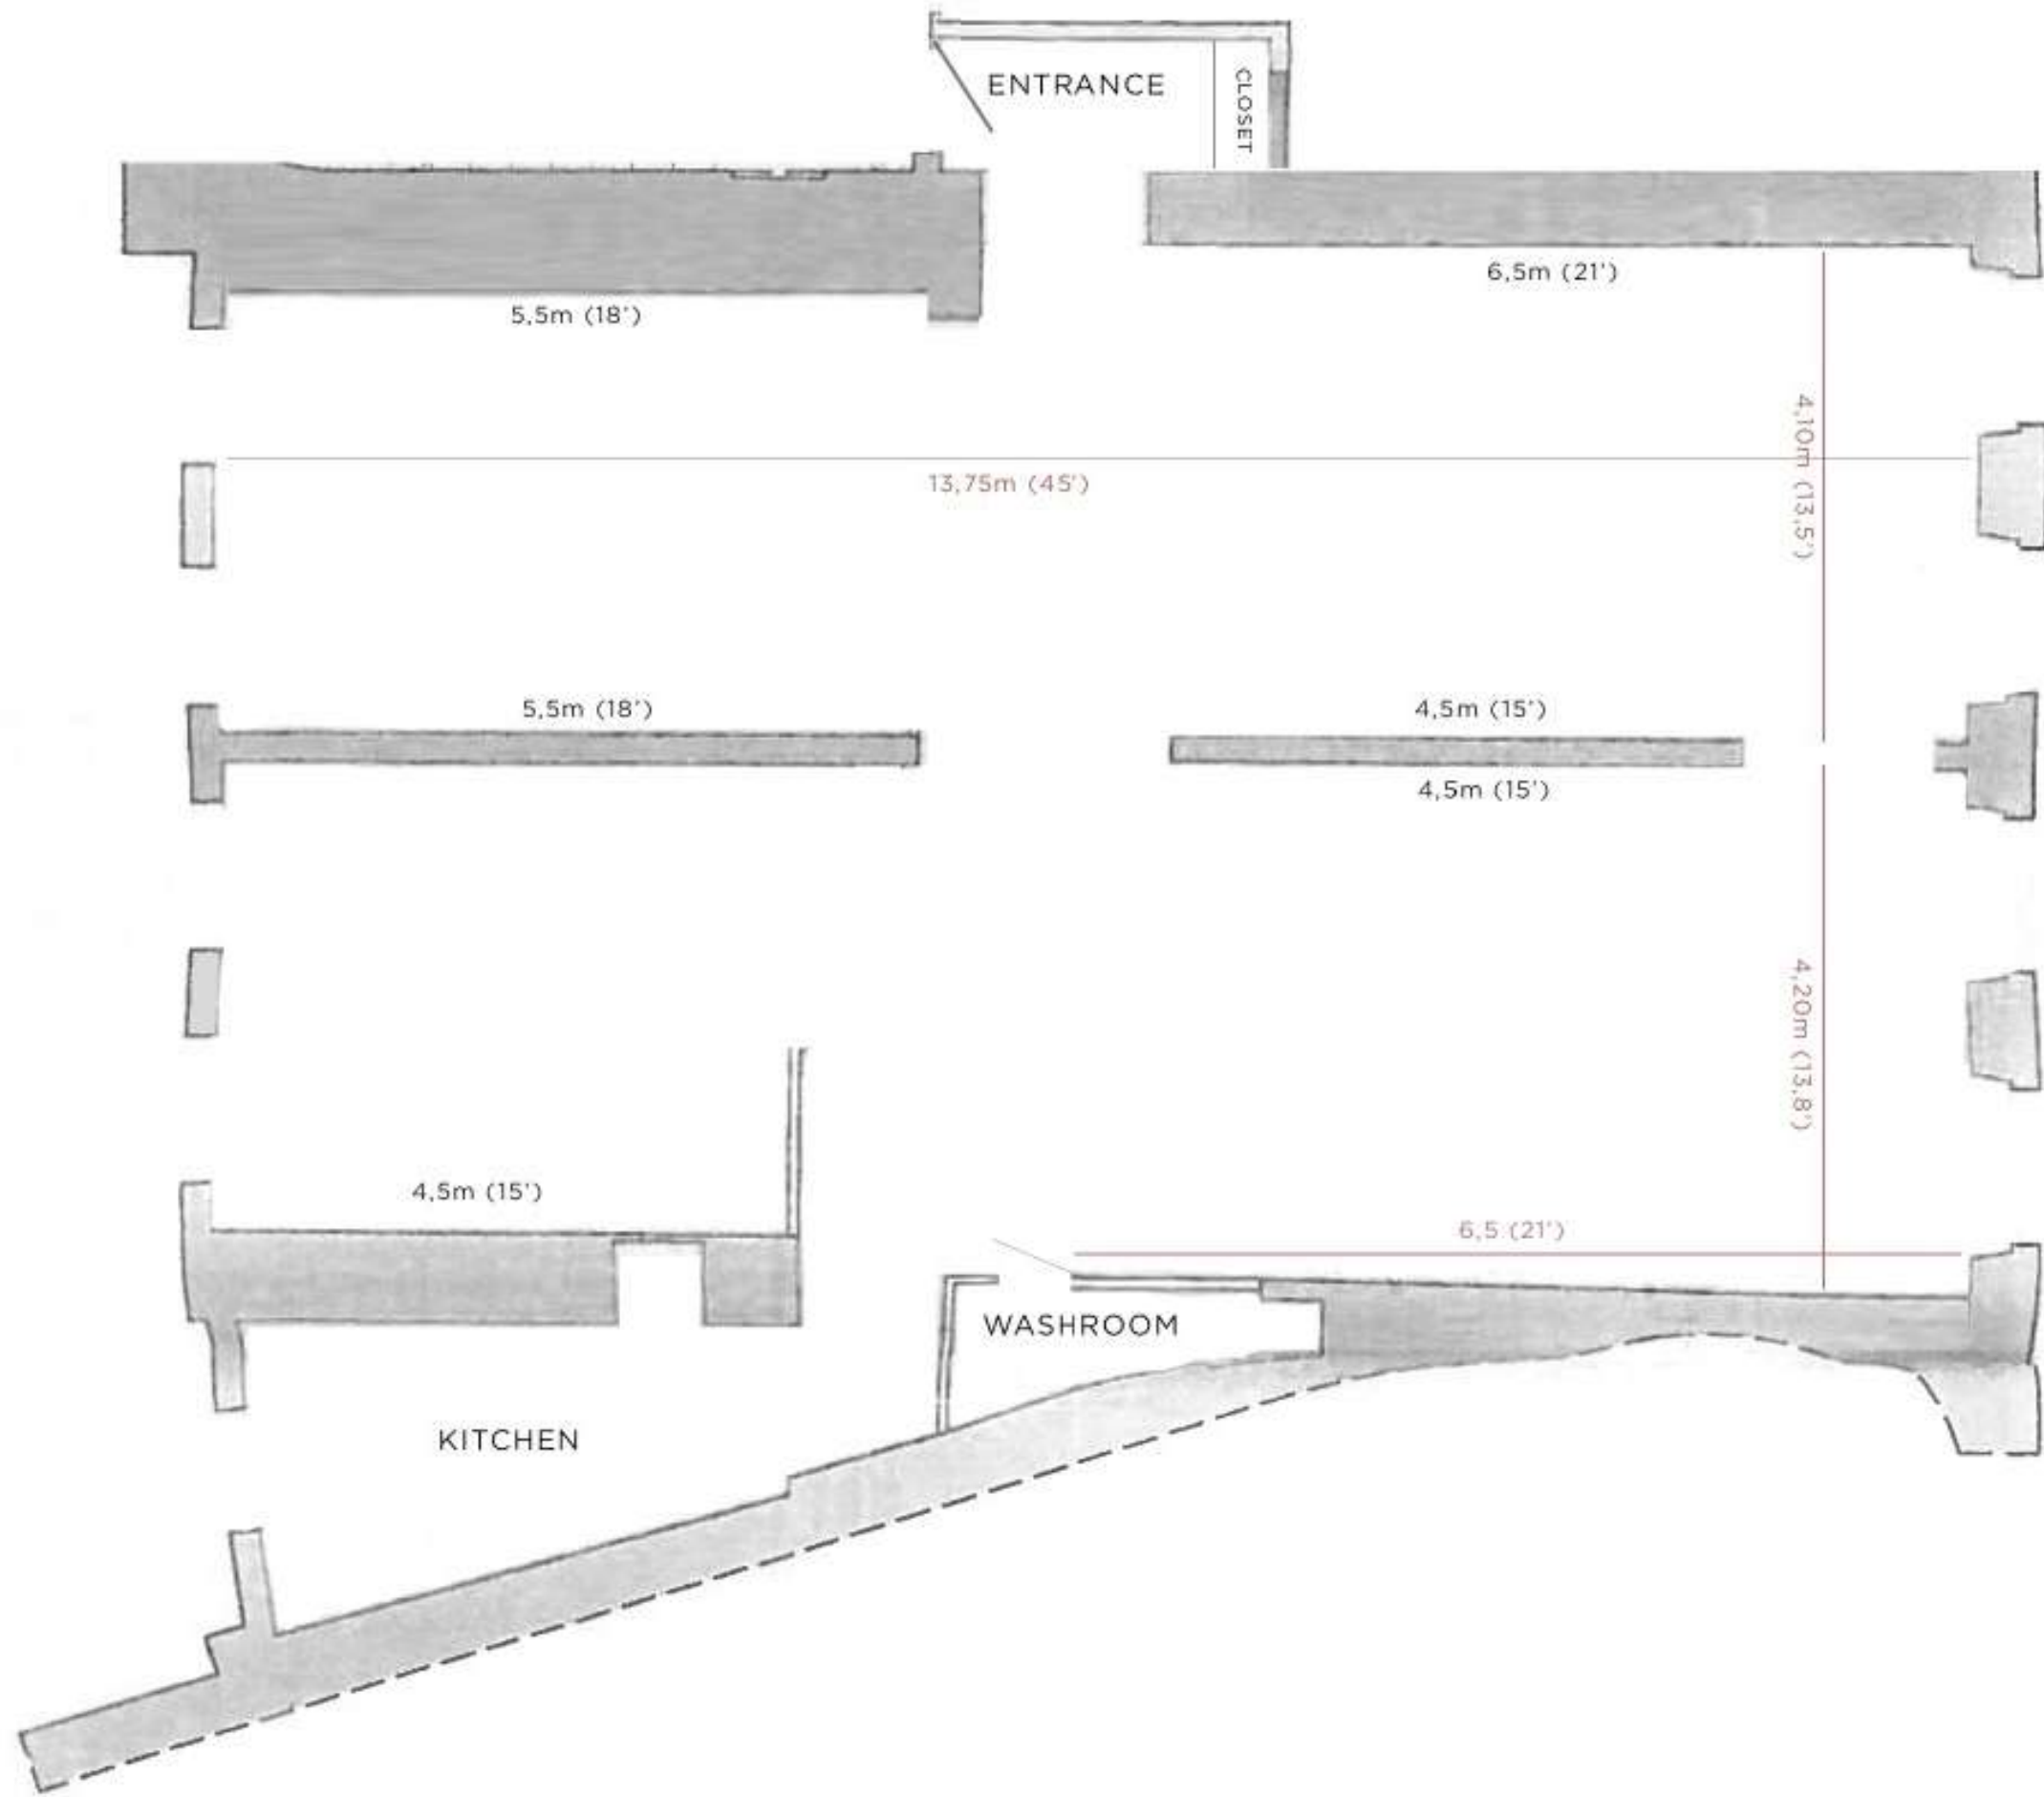 ENTRANCE
CLOSET
6,5m (21')
5,5m (18')
4,10m (13,5')
13,75m (45')
5,5m (18')
4,5m (15')
4,5m (15')
4,20m (13,8')
4,5m (15')
6,5 (21')
WASHROOM
KITCHEN